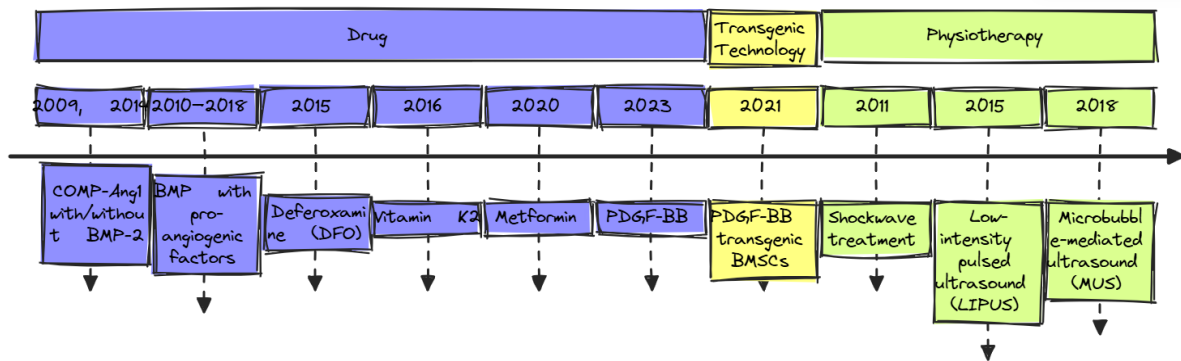 Drug
Transgenic
Technology
Physiotherapy
2009, 2014
2010-2018
2015
2016
2020
2023
2021
2011
2015
2018
COMP-Ang1
with/withou
t BMP-2
BMP with
pro-
angiogenic
factors
Deferoxami
ne (DFO)
Vitamin K2
Metformin
PDGF-BB
PDGF-BB
transgenic
BMSCs
Shockwave
treatment
Low-
intensity
pulsed
ultrasound
(LIPUS)
Microbubbl
e-mediated
ultrasound
(MUS)